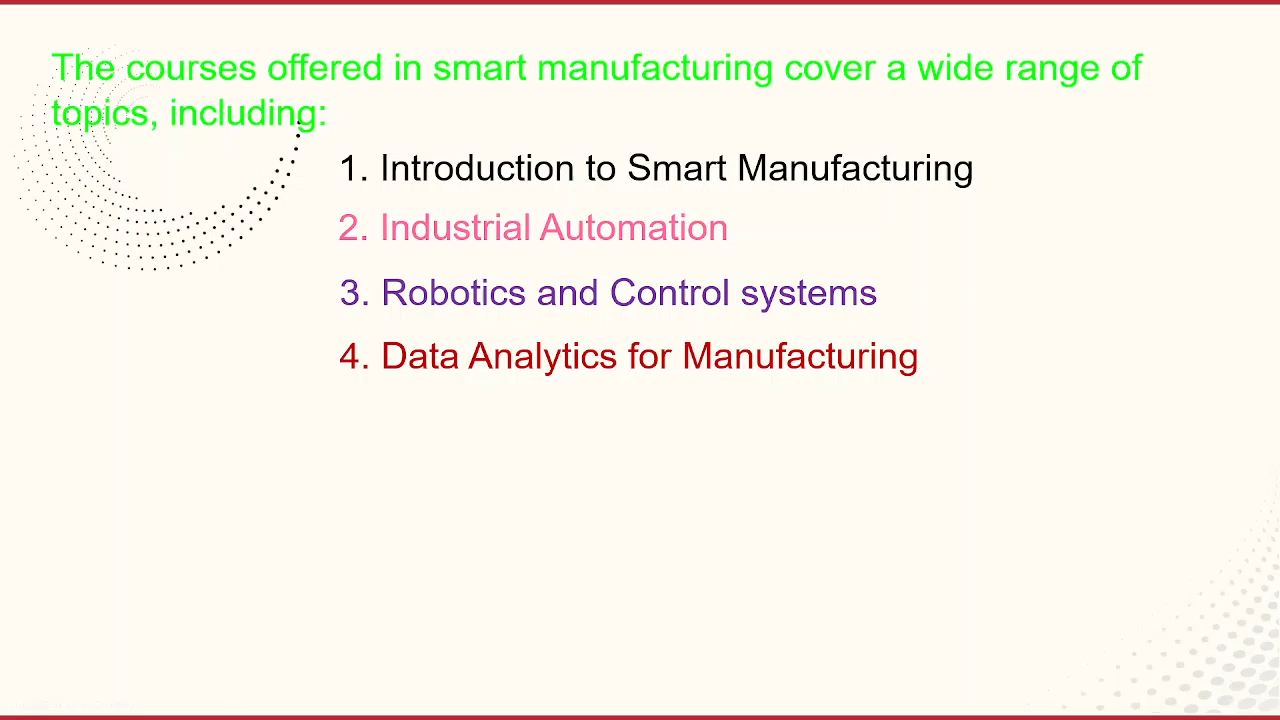 The courses offered in smart manufacturing cover a wide range of
topics, including:
1. Introduction to Smart Manufacturing
2. Industrial Automation
3. Robotics and Control systems
4. Data Analytics for Manufacturing